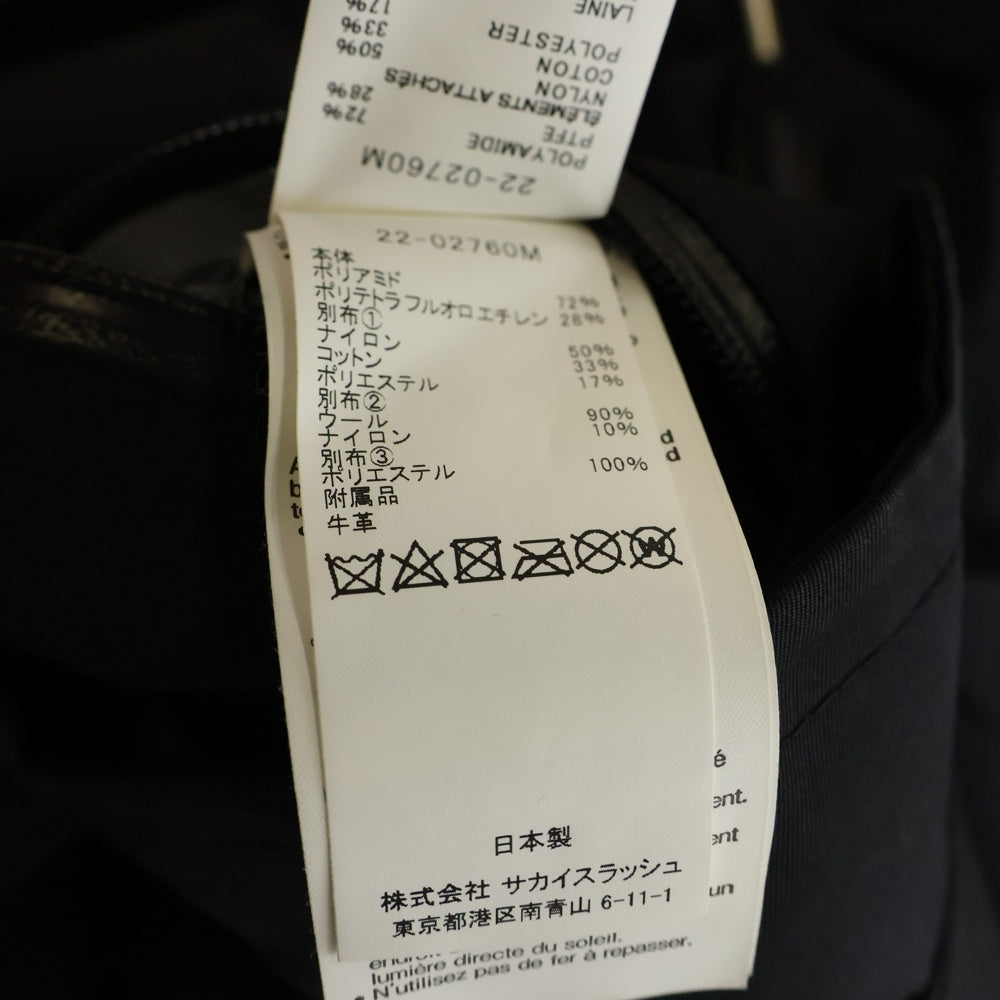 22-02760M
POLYAMIDE 72%
PTFE 28%
ÉLÉMENTS ATTACHÉS
NYLON 50%
COTON 33%
POLYESTER 17%
LAINE
22-02760M
本体
ポリアミド 72%
ポリテトラフルオロエチレン 28%
別布①
ナイロン 50%
コットン 33%
ポリエステル 17%
別布②
ウール 90%
ナイロン 10%
別布③
ポリエステル 100%
附属品
牛革
W
日本製
株式会社 サカイスラッシュ
東京都港区南青山 6-11-1
lumière directe du soleil.
N'utilisez pas de fer à repasser.